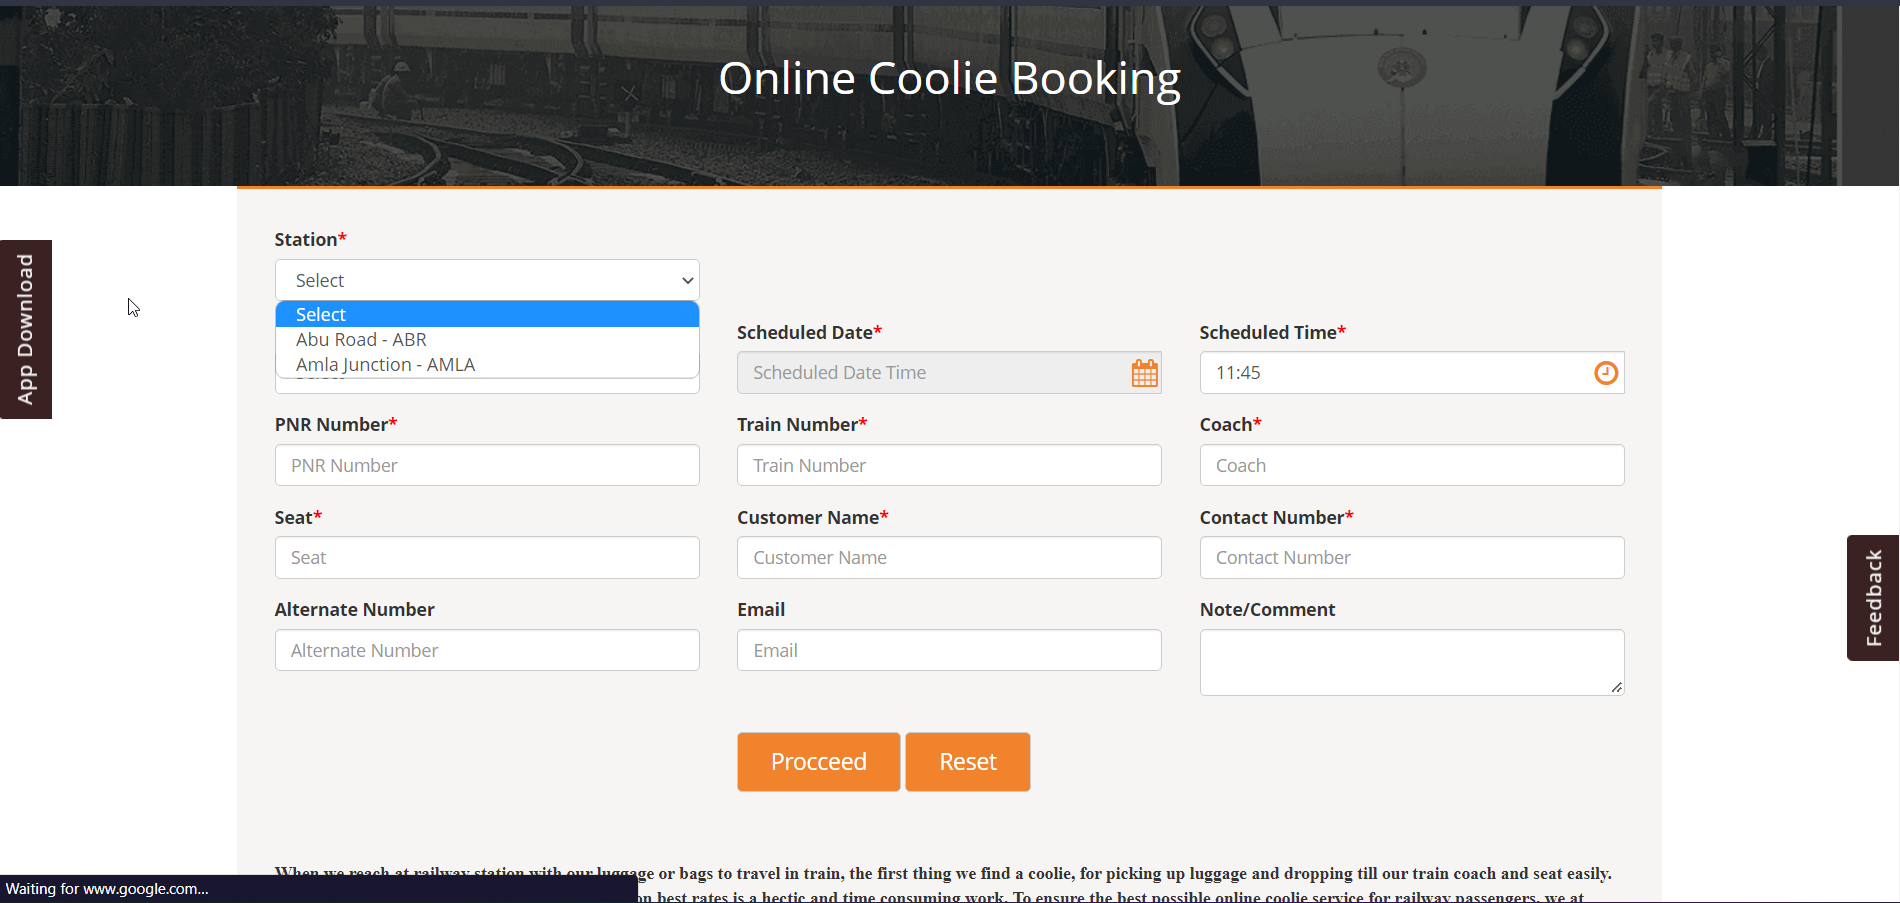 Online Coolie Booking
App Download
Station*
Select
Select
Abu Road - ABR
Amla Junction - AMLA
Scheduled Date*
Scheduled Date Time
Scheduled Time*
11:45
PNR Number*
PNR Number
Train Number*
Train Number
Coach*
Coach
Seat*
Seat
Customer Name*
Customer Name
Contact Number*
Contact Number
Feedback
Alternate Number
Alternate Number
Email
Email
Note/Comment
Procceed
Reset
When we reach at railway station with our luggage or bags to travel in train, the first thing we find a coolie, for picking up luggage and dropping till our train coach and seat easily.
on best rates is a hectic and time consuming work. To ensure the best possible online coolie service for railway passengers, we at
Waiting for www.google.com...